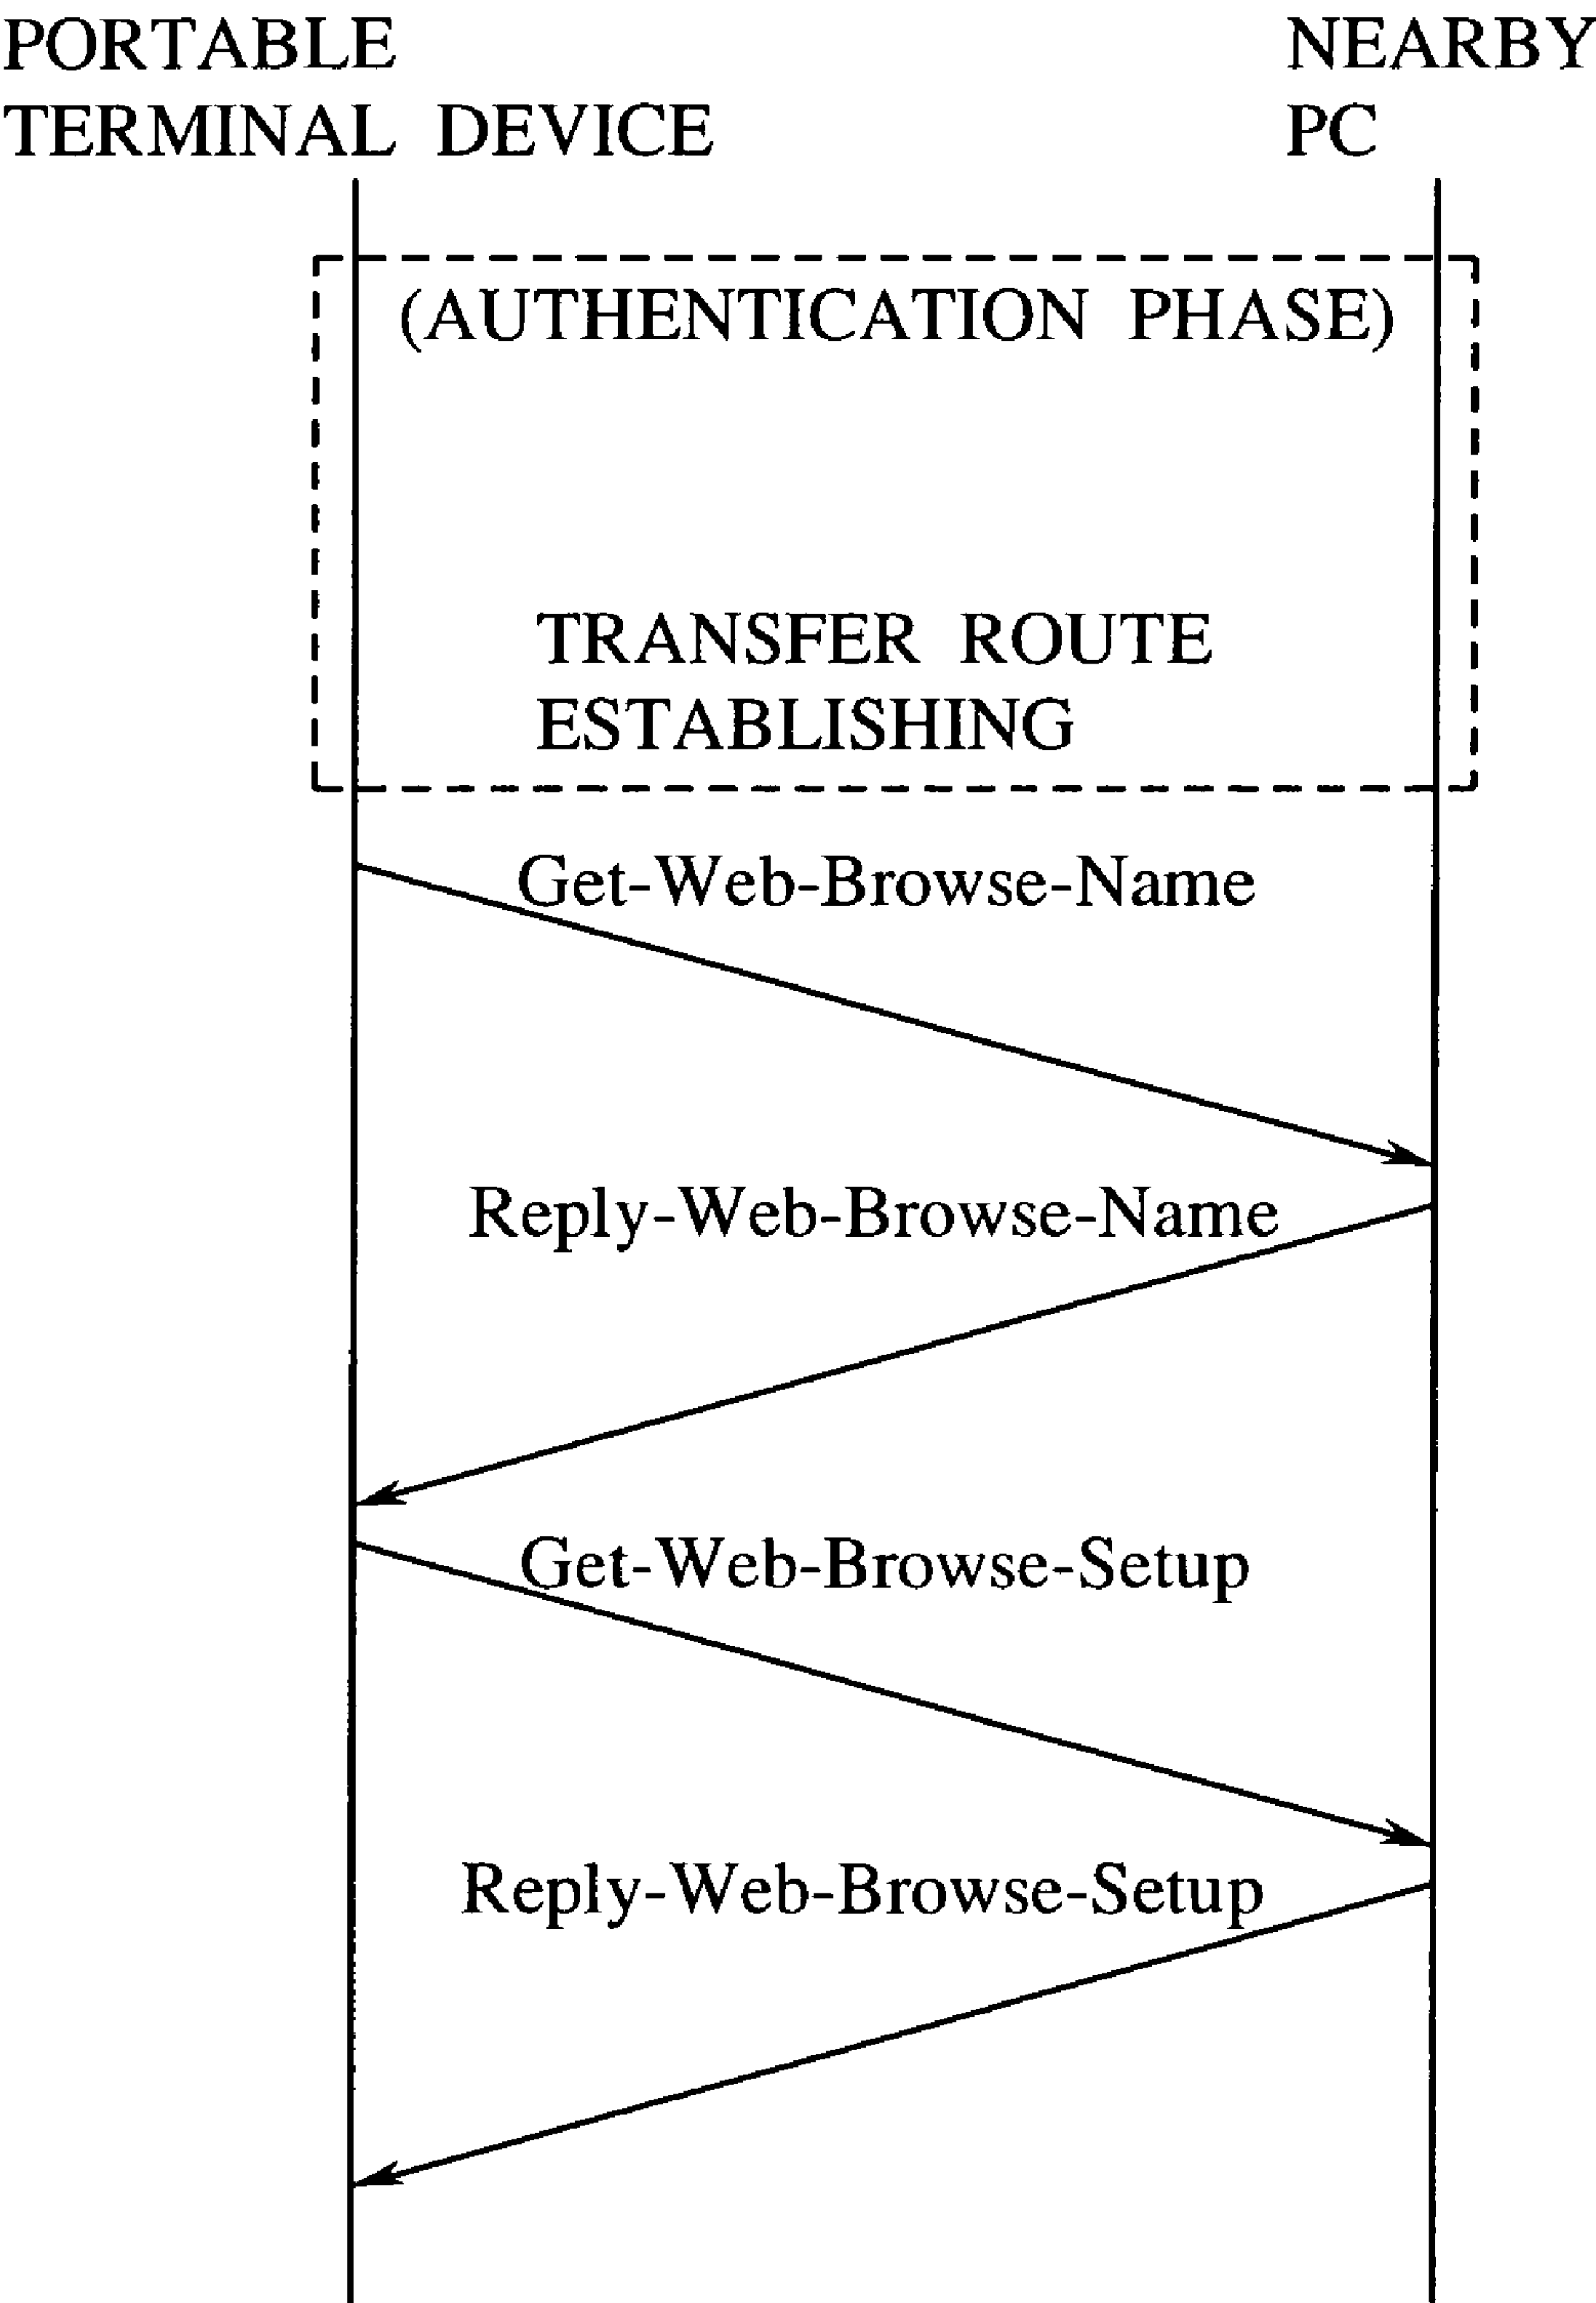 PORTABLE
TERMINAL DEVICE
NEARBY
PC
(AUTHENTICATION PHASE)
TRANSFER ROUTE
ESTABLISHING
Get-Web-Browse-Name
Reply-Web-Browse-Name
Get-Web-Browse-Setup
Reply-Web-Browse-Setup